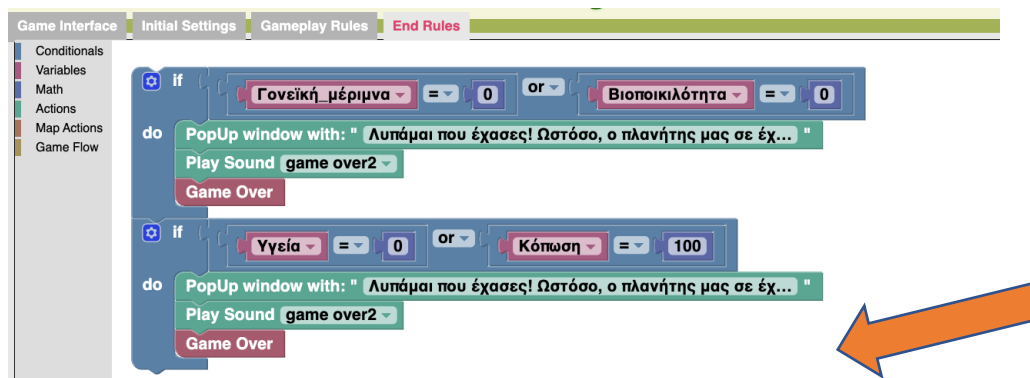 Game Interface Initial Settings Gameplay Rules End Rules
Conditionals
Variables
Math
Actions
Map Actions
Game Flow
if Γονεϊκή_μέριμνα = 0 or Βιοποικιλότητα = 0
do PopUp window with: " Λυπάμαι που έχασες! Ωστόσο, ο πλανήτης μας σε έχ... "
Play Sound game over2
Game Over
if Υγεία = 0 or Κόπωση = 100
do PopUp window with: " Λυπάμαι που έχασες! Ωστόσο, ο πλανήτης μας σε έχ... "
Play Sound game over2
Game Over